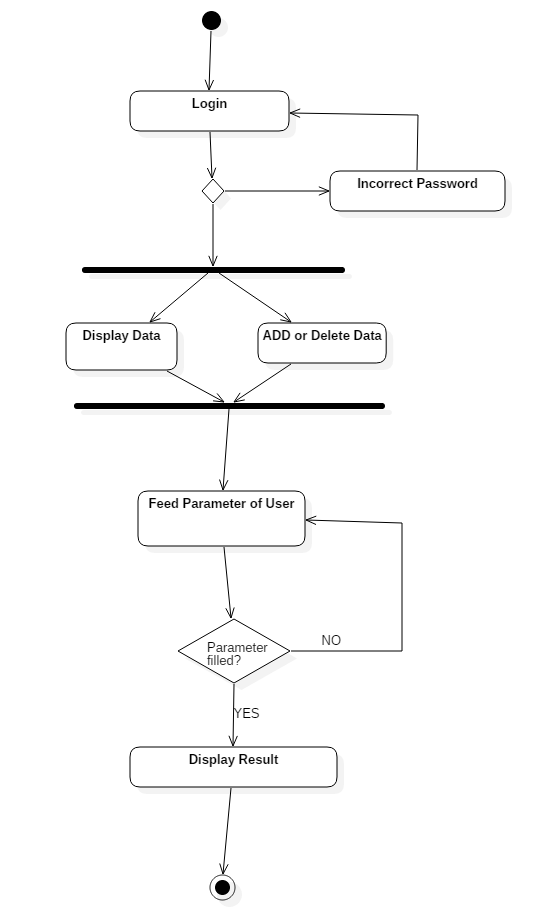 Login
Incorrect Password
Display Data
ADD or Delete Data
Feed Parameter of User
Parameter
filled?
NO
YES
Display Result